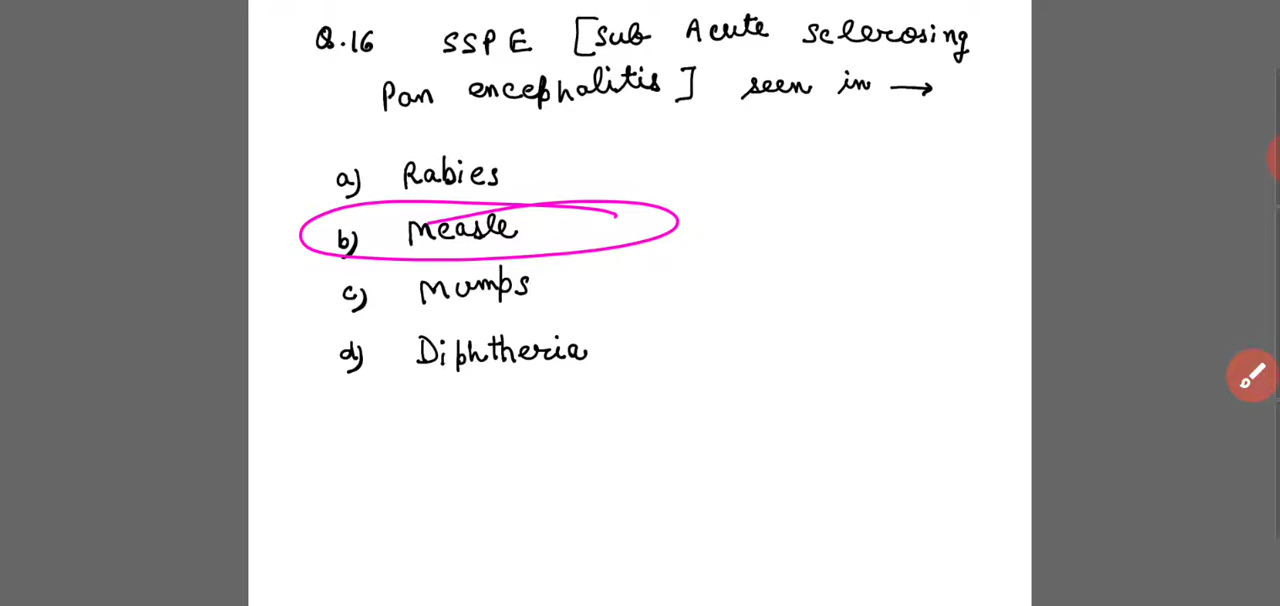 Q.16 SSPE [Sub Acute Sclerosing
Pan encephalitis] seen in →
a) Rabies
b) Measle
c) Mumps
d) Diphtheria